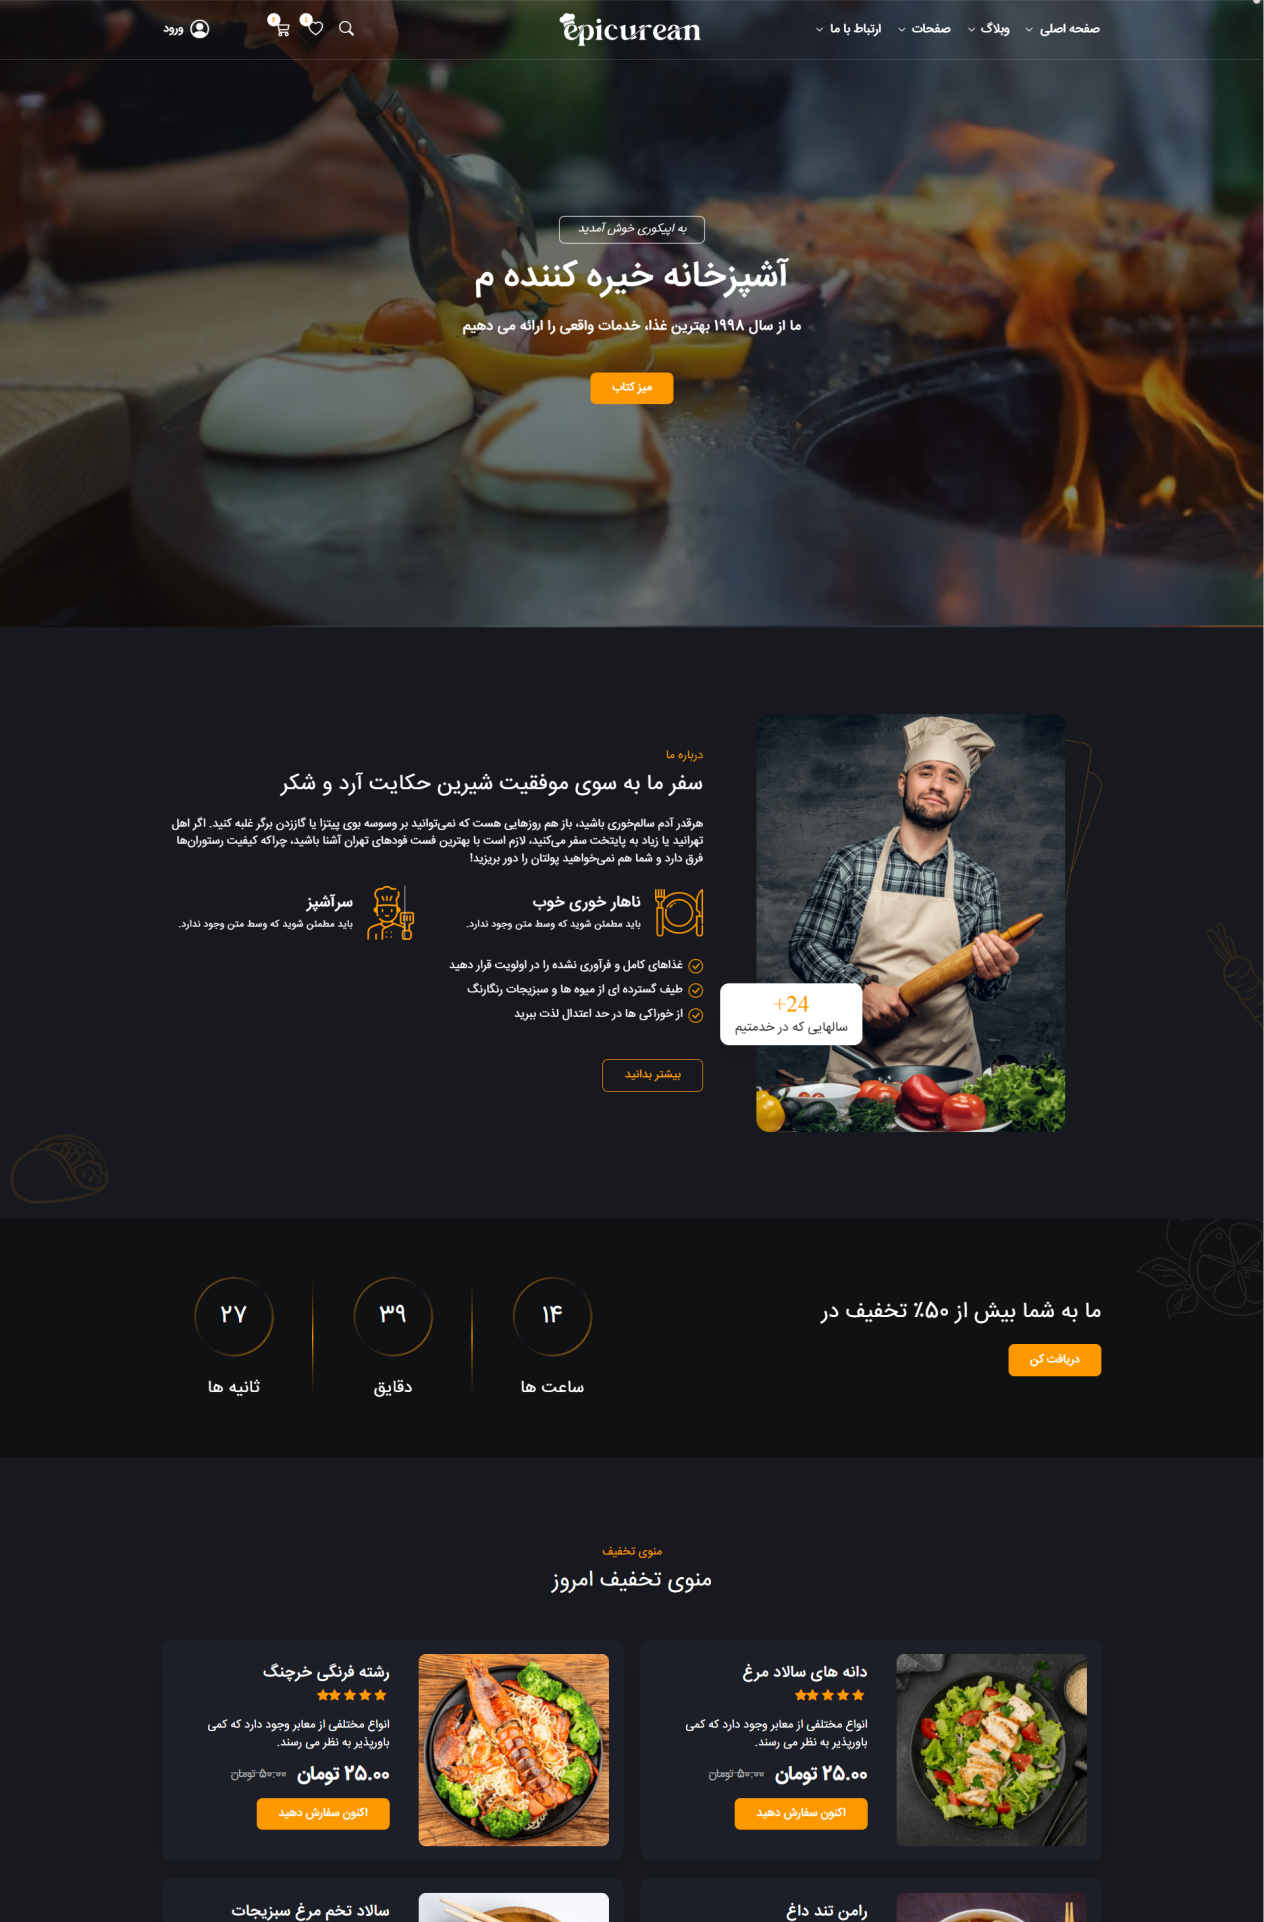 صفحه اصلی
وبلاگ
صفحات
ارتباط با ما
epicurean
ورود
به اپیکوری خوش آمدید
آشپزخانه خیره کننده م
ما از سال ۱۹۹۸ بهترین غذا، خدمات واقعی را ارائه می دهیم
میز کتاب
درباره ما
سفر ما به سوی موفقیت شیرین حکایت آرد و شکر
هرقدر آدم سالم‌خوری باشید، باز هم روزهایی هست که نمی‌توانید بر وسوسه بوی پیتزا یا گاززدن برگر غلبه کنید. اگر اهل
تهرانید یا زیاد به پایتخت سفر می‌کنید، لازم است با بهترین فست فودهای تهران آشنا باشید، چراکه کیفیت رستوران‌ها
فرق دارد و شما هم نمی‌خواهید پولتان را دور بریزید!
ناهار خوری خوب
باید مطمئن شوید که وسط متن وجود ندارد.
سرآشپز
باید مطمئن شوید که وسط متن وجود ندارد.
غذاهای کامل و فرآوری نشده را در اولویت قرار دهید
طیف گسترده ای از میوه ها و سبزیجات رنگارنگ
از خوراکی ها در حد اعتدال لذت ببرید
بیشتر بدانید
+24
سالهایی که در خدمتیم
ما به شما بیش از ۵۰٪ تخفیف در
دریافت کن
۱۴
ساعت ها
۳۹
دقایق
۲۷
ثانیه ها
منوی تخفیف
منوی تخفیف امروز
دانه های سالاد مرغ
انواع مختلفی از معابر وجود دارد که کمی
باورپذیر به نظر می رسند.
۲۵.۰۰ تومان ۵۰.۰۰ تومان
اکنون سفارش دهید
رشته فرنگی خرچنگ
انواع مختلفی از معابر وجود دارد که کمی
باورپذیر به نظر می رسند.
۲۵.۰۰ تومان ۵۰.۰۰ تومان
اکنون سفارش دهید
رامن تند داغ
سالاد تخم مرغ سبزیجات